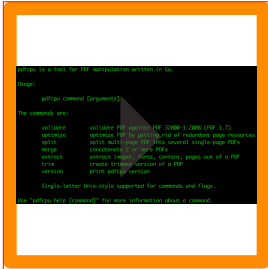 pdfcpu is a tool for PDF manipulation written in Go.
Usage:
pdfcpu command [arguments]
The commands are:
validate validate PDF against PDF 32000-1:2008 (PDF 1.7)
optimize optimize PDF by getting rid of redundant page resources
split split multi-page PDF into several single-page PDFs
merge concatenate 2 or more PDFs
extract extract images, fonts, content, pages out of a PDF
trim create trimmed version of a PDF
version print pdfcpu version
Single-letter Unix-style supported for commands and flags.
Use "pdfcpu help [command]" for more information about a command.